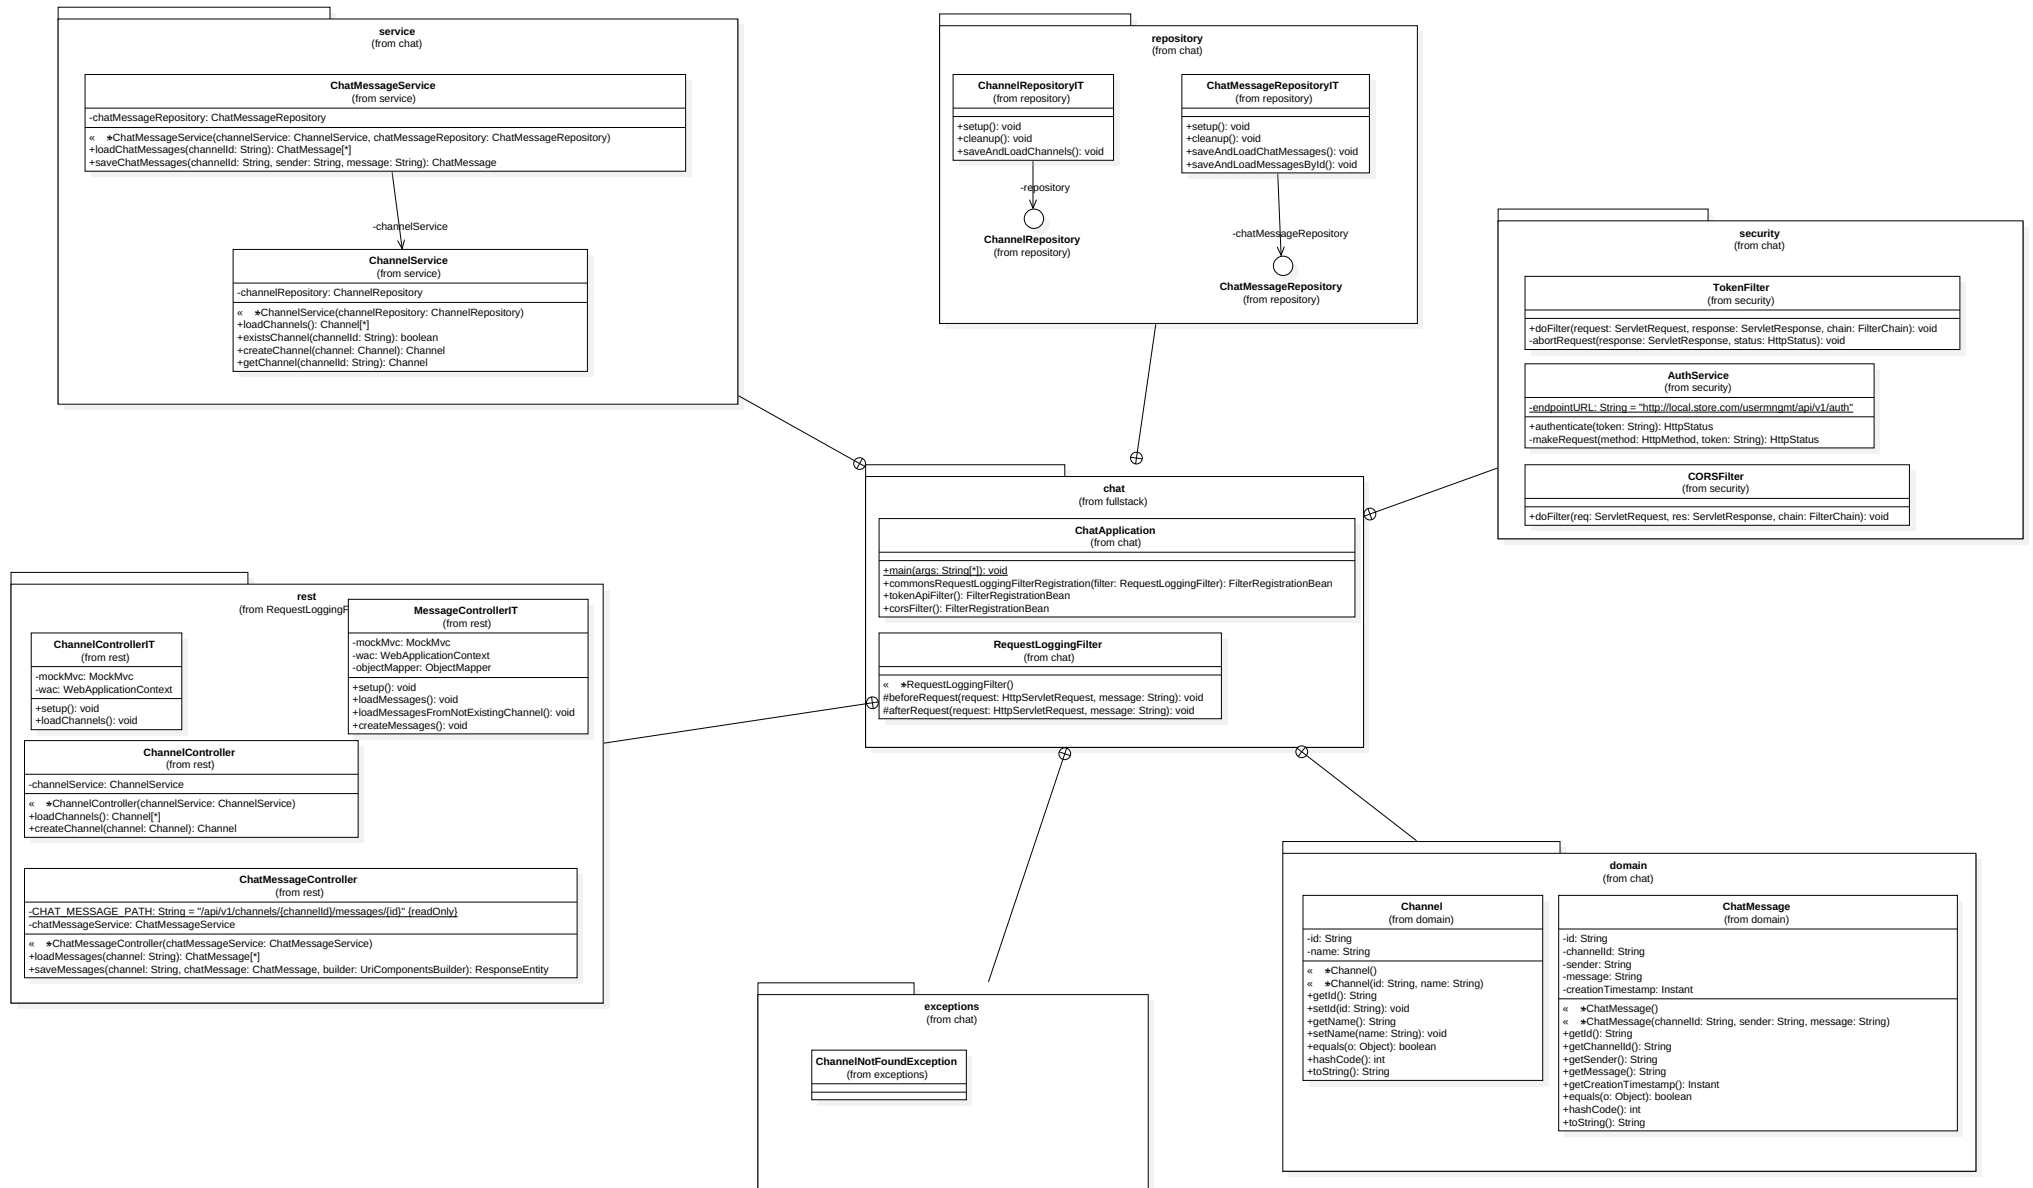 service
(from chat)
ChatMessageService
(from service)
-chatMessageRepository: ChatMessageRepository
« »+ChatMessageService(channelService: ChannelService, chatMessageRepository: ChatMessageRepository)
+loadChatMessages(channelId: String): ChatMessage[*]
+saveChatMessages(channelId: String, sender: String, message: String): ChatMessage
-channelService
ChannelService
(from service)
-channelRepository: ChannelRepository
« »+ChannelService(channelRepository: ChannelRepository)
+loadChannels(): Channel[*]
+existsChannel(channelId: String): boolean
+createChannel(channel: Channel): Channel
+getChannel(channelId: String): Channel
repository
(from chat)
ChannelRepositoryIT
(from repository)
+setup(): void
+cleanup(): void
+saveAndLoadChannels(): void
-repository
ChannelRepository
(from repository)
ChatMessageRepositoryIT
(from repository)
+setup(): void
+cleanup(): void
+saveAndLoadChatMessages(): void
+saveAndLoadMessagesById(): void
-chatMessageRepository
ChatMessageRepository
(from repository)
security
(from chat)
TokenFilter
(from security)
+doFilter(request: ServletRequest, response: ServletResponse, chain: FilterChain): void
-abortRequest(response: ServletResponse, status: HttpStatus): void
AuthService
(from security)
-endpointURL: String = "http://local.store.com/usermngmt/api/v1/auth"
+authenticate(token: String): HttpStatus
-makeRequest(method: HttpMethod, token: String): HttpStatus
CORSFilter
(from security)
+doFilter(req: ServletRequest, res: ServletResponse, chain: FilterChain): void
chat
(from fullstack)
ChatApplication
(from chat)
+main(args: String[*]): void
+commonsRequestLoggingFilterRegistration(filter: RequestLoggingFilter): FilterRegistrationBean
+tokenApiFilter(): FilterRegistrationBean
+corsFilter(): FilterRegistrationBean
RequestLoggingFilter
(from chat)
« »+RequestLoggingFilter()
#beforeRequest(request: HttpServletRequest, message: String): void
#afterRequest(request: HttpServletRequest, message: String): void
rest
(from RequestLoggingF
ChannelControllerIT
(from rest)
-mockMvc: MockMvc
-wac: WebApplicationContext
+setup(): void
+loadChannels(): void
MessageControllerIT
(from rest)
-mockMvc: MockMvc
-wac: WebApplicationContext
-objectMapper: ObjectMapper
+setup(): void
+loadMessages(): void
+loadMessagesFromNotExistingChannel(): void
+createMessages(): void
ChannelController
(from rest)
-channelService: ChannelService
« »+ChannelController(channelService: ChannelService)
+loadChannels(): Channel[*]
+createChannel(channel: Channel): Channel
ChatMessageController
(from rest)
-CHAT_MESSAGE_PATH: String = "/api/v1/channels/{channelId}/messages/{id}" {readOnly}
-chatMessageService: ChatMessageService
« »+ChatMessageController(chatMessageService: ChatMessageService)
+loadMessages(channel: String): ChatMessage[*]
+saveMessages(channel: String, chatMessage: ChatMessage, builder: UriComponentsBuilder): ResponseEntity
exceptions
(from chat)
ChannelNotFoundException
(from exceptions)
domain
(from chat)
Channel
(from domain)
-id: String
-name: String
« »+Channel()
« »+Channel(id: String, name: String)
+getId(): String
+setId(id: String): void
+getName(): String
+setName(name: String): void
+equals(o: Object): boolean
+hashCode(): int
+toString(): String
ChatMessage
(from domain)
-id: String
-channelId: String
-sender: String
-message: String
-creationTimestamp: Instant
« »+ChatMessage()
« »+ChatMessage(channelId: String, sender: String, message: String)
+getId(): String
+getChannelId(): String
+getSender(): String
+getMessage(): String
+getCreationTimestamp(): Instant
+equals(o: Object): boolean
+hashCode(): int
+toString(): String